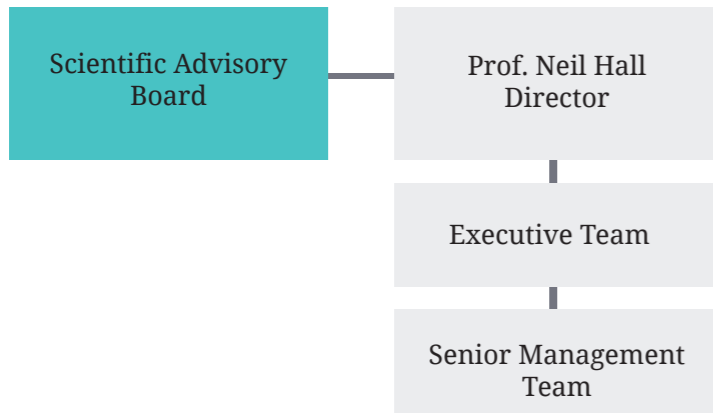 Scientific Advisory
Board
Prof. Neil Hall
Director
Executive Team
Senior Management
Team